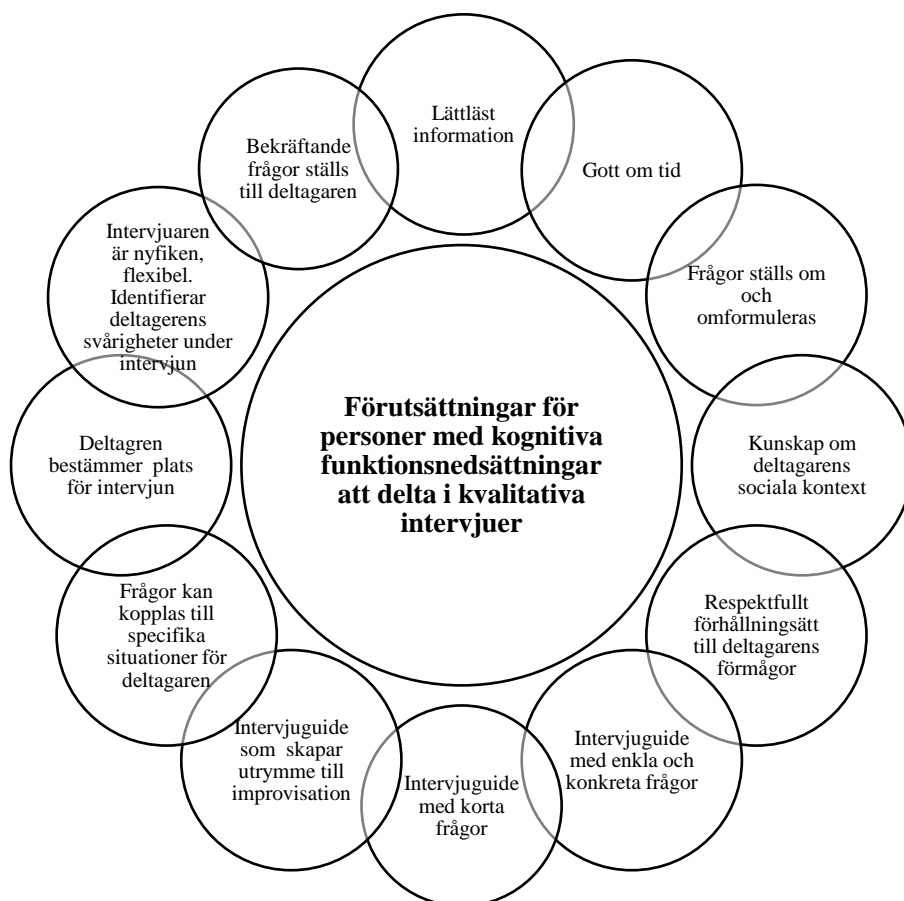 Lättläst
information
Gott om tid
Frågor ställs om
och
omformuleras
Kunskap om
deltagarens
sociala kontext
Respektfullt
förhållningsätt
till deltagarens
förmågor
Intervjuguide
med enkla och
konkreta frågor
Intervjuguide
med korta
frågor
Intervjuguide
som skapar
utrymme till
improvisation
Frågor kan
kopplas till
specifika
situationer för
deltagaren
Deltagren
bestämmer plats
för intervjun
Intervjuaren
är nyfiken,
flexibel.
Identifierar
deltagerens
svårigheter under
intervjun
Bekräftande
frågor ställs
till deltagaren
Förutsättningar för
personer med kognitiva
funktionsnedsättningar
att delta i kvalitativa
intervjuer